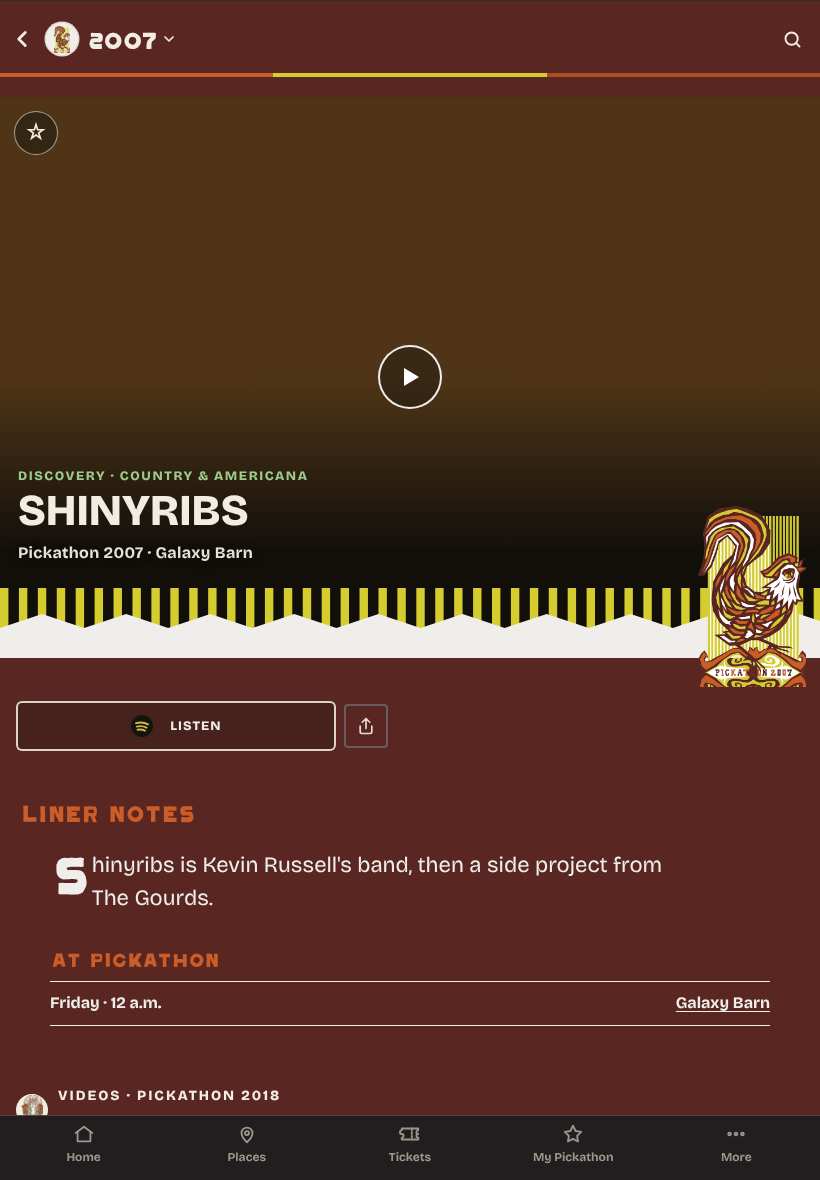 2007
DISCOVERY · COUNTRY & AMERICANA
SHINYRIBS
Pickathon 2007 · Galaxy Barn
PICKATHON 2007
LISTEN
LINER NOTES
Shinyribs is Kevin Russell's band, then a side project from
The Gourds.
AT PICKATHON
Friday · 12 a.m. Galaxy Barn
VIDEOS · PICKATHON 2018
Home Places Tickets My Pickathon More